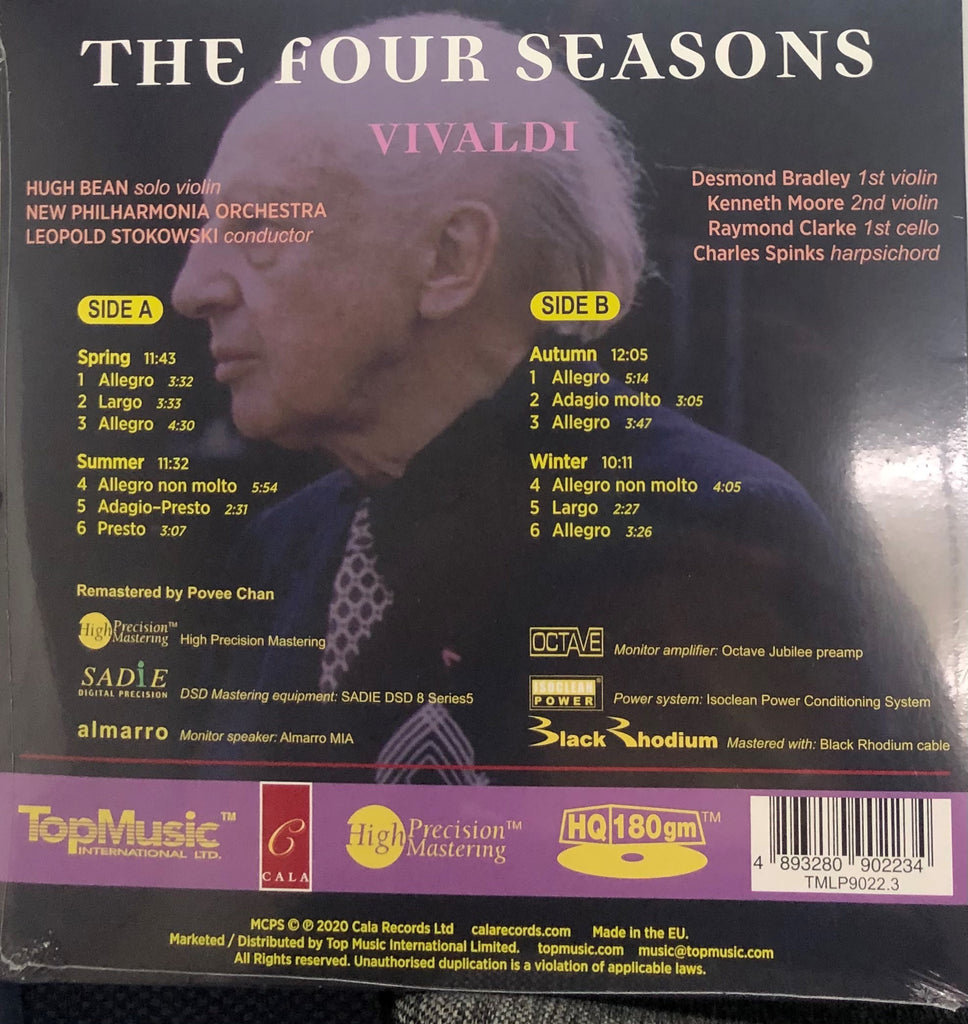 THE FOUR SEASONS
VIVALDI
HUGH BEAN solo violin
NEW PHILHARMONIA ORCHESTRA
LEOPOLD STOKOWSKI conductor
Desmond Bradley 1st violin
Kenneth Moore 2nd violin
Raymond Clarke 1st cello
Charles Spinks harpsichord
SIDE A
Spring 11:43
1 Allegro 3:32
2 Largo 3:33
3 Allegro 4:30
Summer 11:32
4 Allegro non molto 5:54
5 Adagio-Presto 2:31
6 Presto 3:07
SIDE B
Autumn 12:05
1 Allegro 5:14
2 Adagio molto 3:05
3 Allegro 3:47
Winter 10:11
4 Allegro non molto 4:05
5 Largo 2:27
6 Allegro 3:26
Remastered by Povee Chan
High Precision™ Mastering High Precision Mastering
SADiE
DIGITAL PRECISION DSD Mastering equipment: SADIE DSD 8 Series5
almarro Monitor speaker: Almarro MIA
OCTAVE Monitor amplifier: Octave Jubilee preamp
ISOCLEAN POWER Power system: Isoclean Power Conditioning System
Black Rhodium Mastered with: Black Rhodium cable
TopMusic™
INTERNATIONAL LTD.
C
CALA
High Precision™
Mastering
HQ 180gm™
4 893280 902234
TMLP9022.3
MCPS © ℗ 2020 Cala Records Ltd calarecords.com Made in the EU.
Marketed / Distributed by Top Music International Limited. topmusic.com music@topmusic.com
All Rights reserved. Unauthorised duplication is a violation of applicable laws.